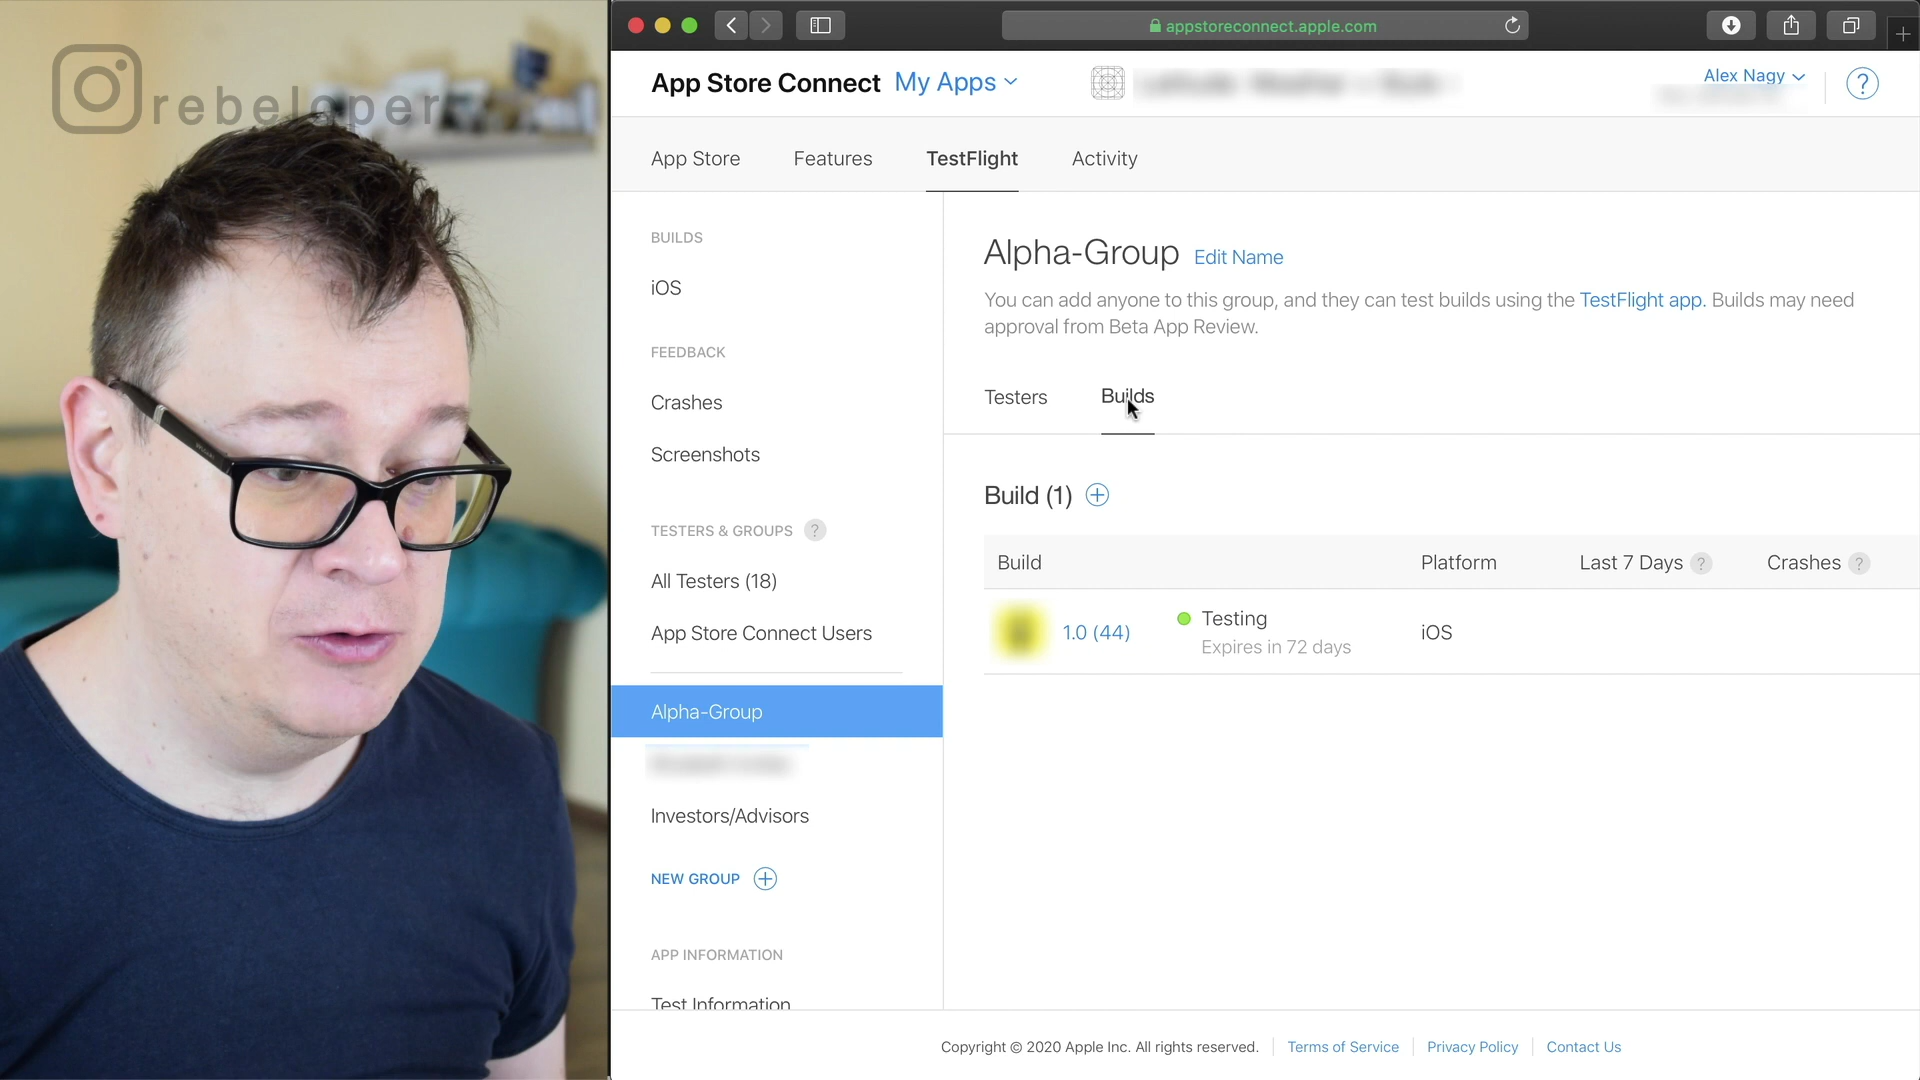 rebeloper
appstoreconnect.apple.com
App Store Connect My Apps
Alex Nagy
?
App Store Features TestFlight Activity
BUILDS
iOS
FEEDBACK
Crashes
Screenshots
TESTERS & GROUPS ?
All Testers (18)
App Store Connect Users
Alpha-Group
Investors/Advisors
NEW GROUP
APP INFORMATION
Test Information
Alpha-Group Edit Name
You can add anyone to this group, and they can test builds using the TestFlight app. Builds may need
approval from Beta App Review.
Testers Builds
Build (1)
Build Platform Last 7 Days ? Crashes ?
1.0 (44) Testing iOS
Expires in 72 days
Copyright © 2020 Apple Inc. All rights reserved. Terms of Service Privacy Policy Contact Us